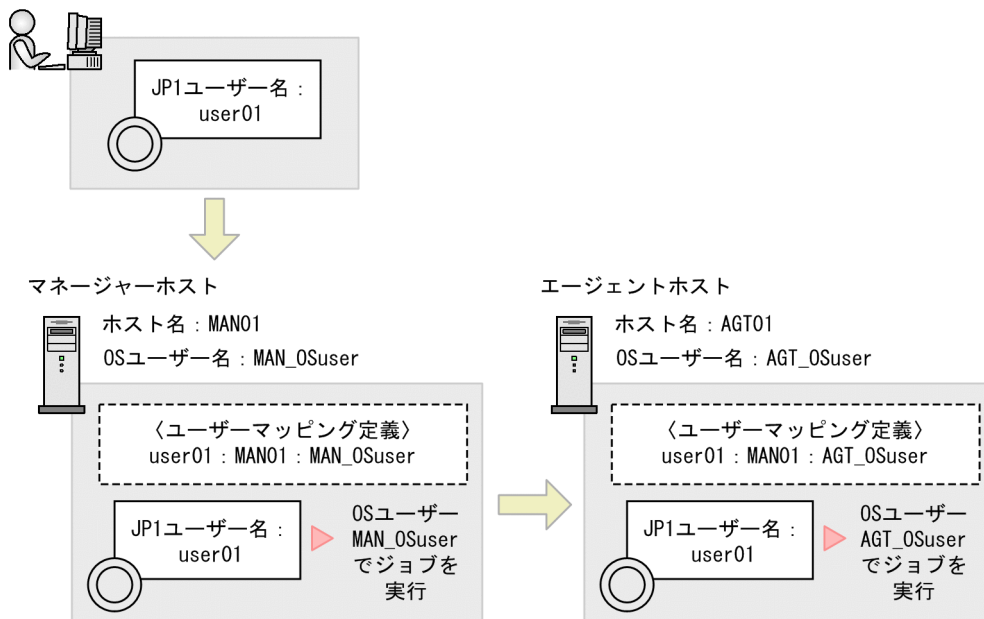 JP1ユーザー名：
user01
マネージャーホスト
ホスト名：MAN01
OSユーザー名：MAN_OSuser
〈ユーザーマッピング定義〉
user01：MAN01：MAN_OSuser
JP1ユーザー名：
user01
OSユーザー
MAN_OSuser
でジョブを
実行
エージェントホスト
ホスト名：AGT01
OSユーザー名：AGT_OSuser
〈ユーザーマッピング定義〉
user01：MAN01：AGT_OSuser
JP1ユーザー名：
user01
OSユーザー
AGT_OSuser
でジョブを
実行